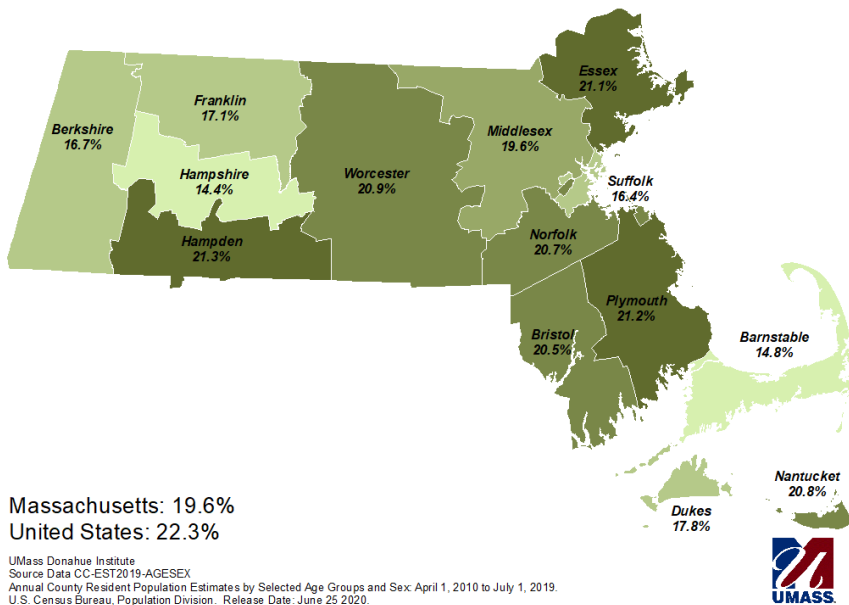 Essex
21.1%
Franklin
17.1%
Berkshire
16.7%
Middlesex
19.6%
Hampshire
14.4%
Worcester
20.9%
Suffolk
16.4%
Hampden
21.3%
Norfolk
20.7%
Plymouth
21.2%
Bristol
20.5%
Barnstable
14.8%
Nantucket
20.8%
Dukes
17.8%
Massachusetts: 19.6%
United States: 22.3%
UMass Donahue Institute
Source Data CC-EST2019-AGESEX
Annual County Resident Population Estimates by Selected Age Groups and Sex: April 1, 2010 to July 1, 2019.
U.S. Census Bureau, Population Division. Release Date: June 25 2020.
UMASS